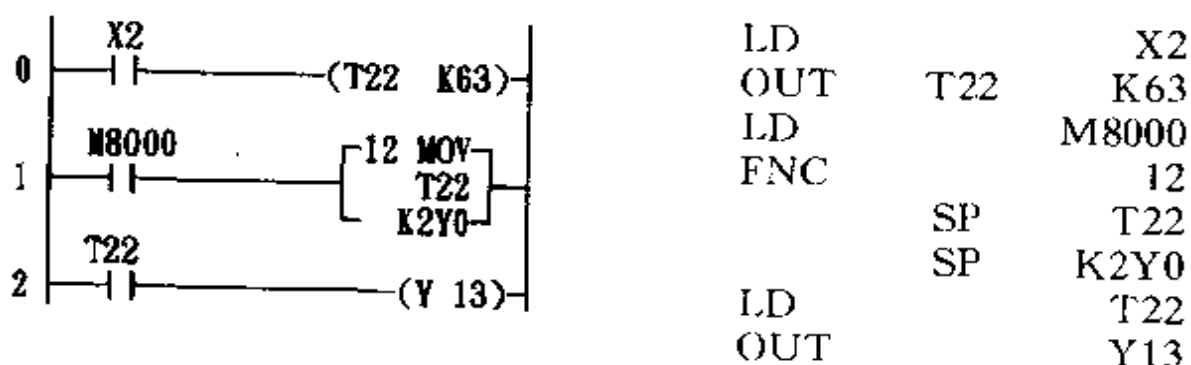 X2
0 (T22 K63)
M8000
1 12 MOV
T22
K2Y0
T22
2 (Y 13)
LD X2
OUT T22 K63
LD M8000
FNC 12
SP T22
SP K2Y0
LD T22
OUT Y13